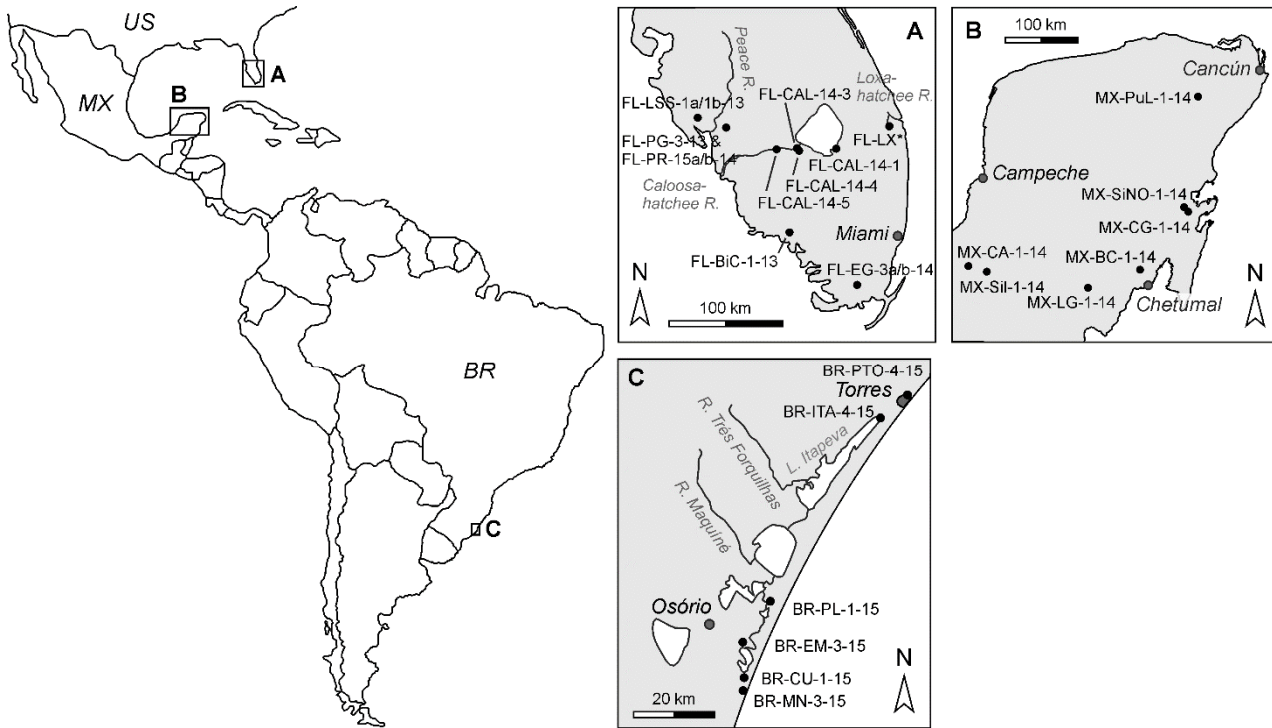 US
MX
A
B
BR
C
A
Peace R.
Loxa-
hatchee R.
FL-CAL-14-3
FL-LSS-1a/1b-13
FL-PG-3-13 &
FL-PR-15a/b-14
FL-LX*
FL-CAL-14-1
FL-CAL-14-4
FL-CAL-14-5
Caloosa-
hatchee R.
Miami
FL-BiC-1-13
FL-EG-3a/b-14
N
100 km
B
100 km
Cancún
MX-PuL-1-14
Campeche
MX-SiNO-1-14
MX-CG-1-14
MX-CA-1-14
MX-BC-1-14
MX-Sil-1-14
MX-LG-1-14
Chetumal
N
C
BR-PTO-4-15
Torres
BR-ITA-4-15
R. Trés Forquilhas
L. Itapeva
R. Maquiné
Osório
BR-PL-1-15
BR-EM-3-15
BR-CU-1-15
BR-MN-3-15
N
20 km